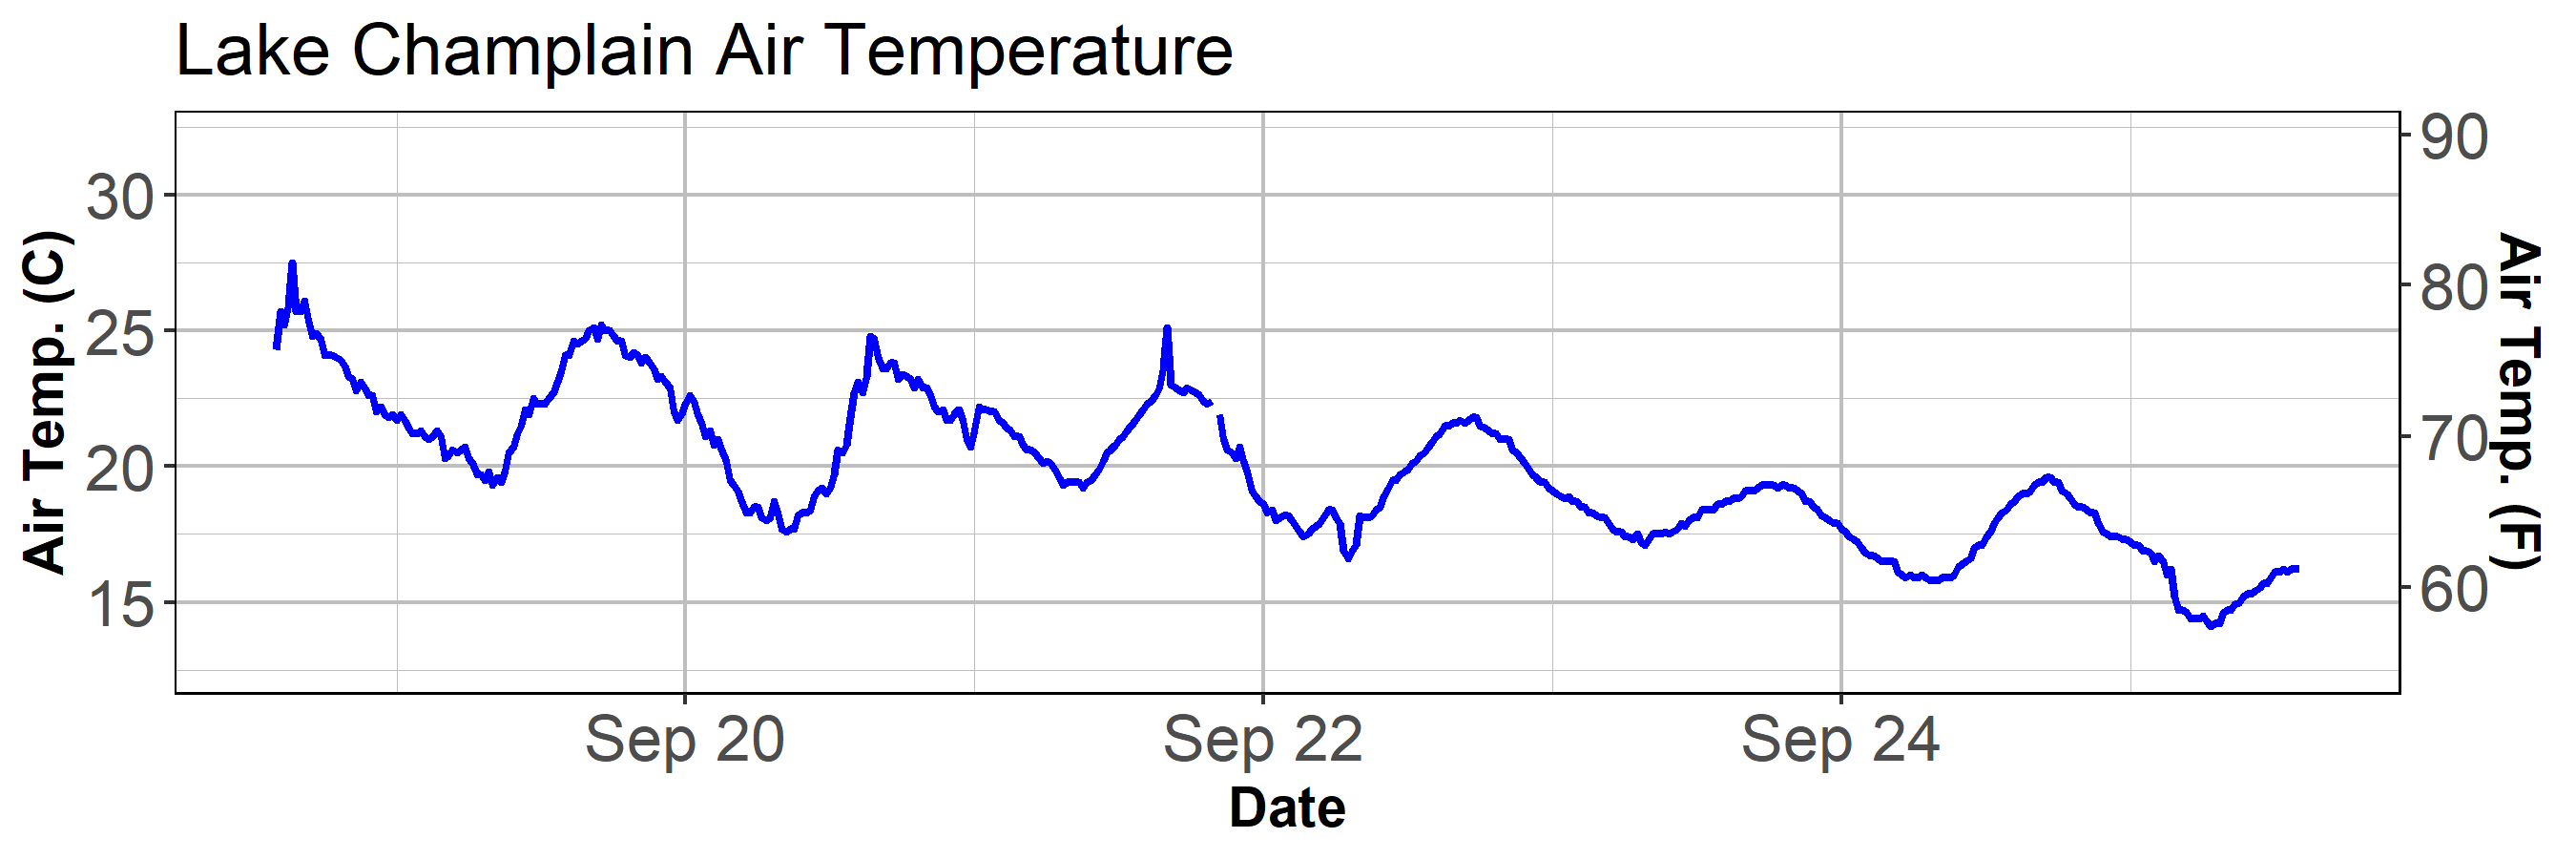 Lake Champlain Air Temperature
90
30
80
25
70
20
60
15
Air Temp. (C)
Air Temp. (F)
Sep 20
Sep 22
Sep 24
Date